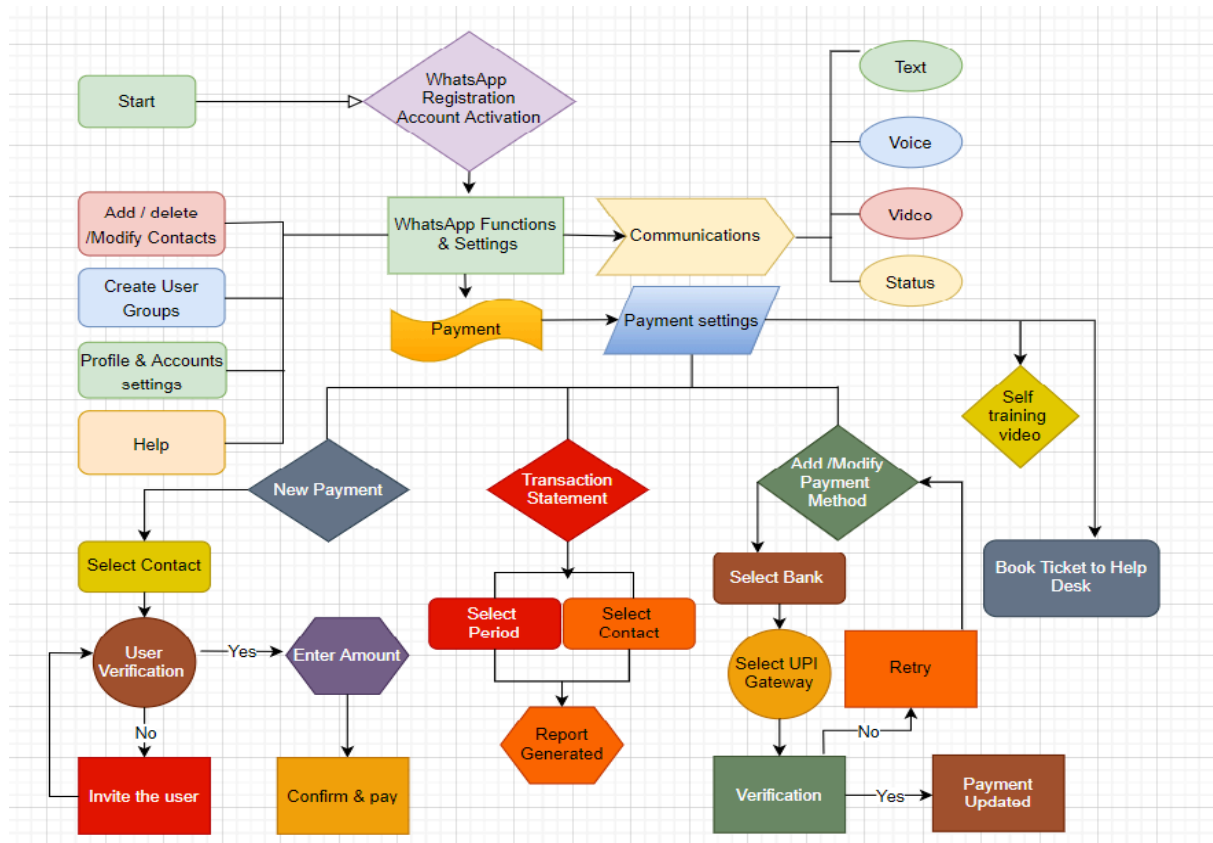 Start
WhatsApp
Registration
Account Activation
Text
Voice
Video
Status
Add / delete
/Modify Contacts
WhatsApp Functions
& Settings
Communications
Create User
Groups
Payment
Payment settings
Profile & Accounts
settings
Help
Self
training
video
New Payment
Transaction
Statement
Add /Modify
Payment
Method
Select Contact
Select Bank
Book Ticket to Help
Desk
Select
Period
Select
Contact
User
Verification
Yes
Enter Amount
Select UPI
Gateway
Retry
No
Report
Generated
No
Invite the user
Confirm & pay
Verification
Yes
Payment
Updated